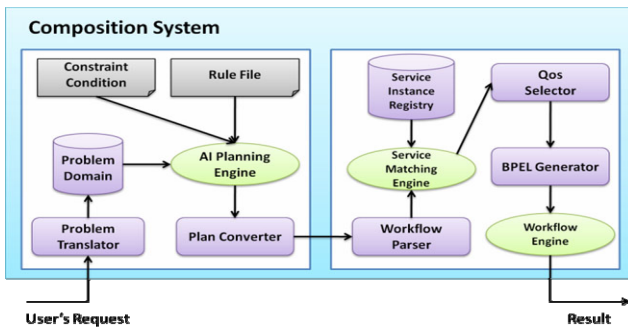 Composition System
Constraint
Condition
Rule File
Service
Instance
Registry
Qos
Selector
Problem
Domain
AI Planning
Engine
Service
Matching
Engine
BPEL Generator
Problem
Translator
Plan Converter
Workflow
Parser
Workflow
Engine
User's Request
Result